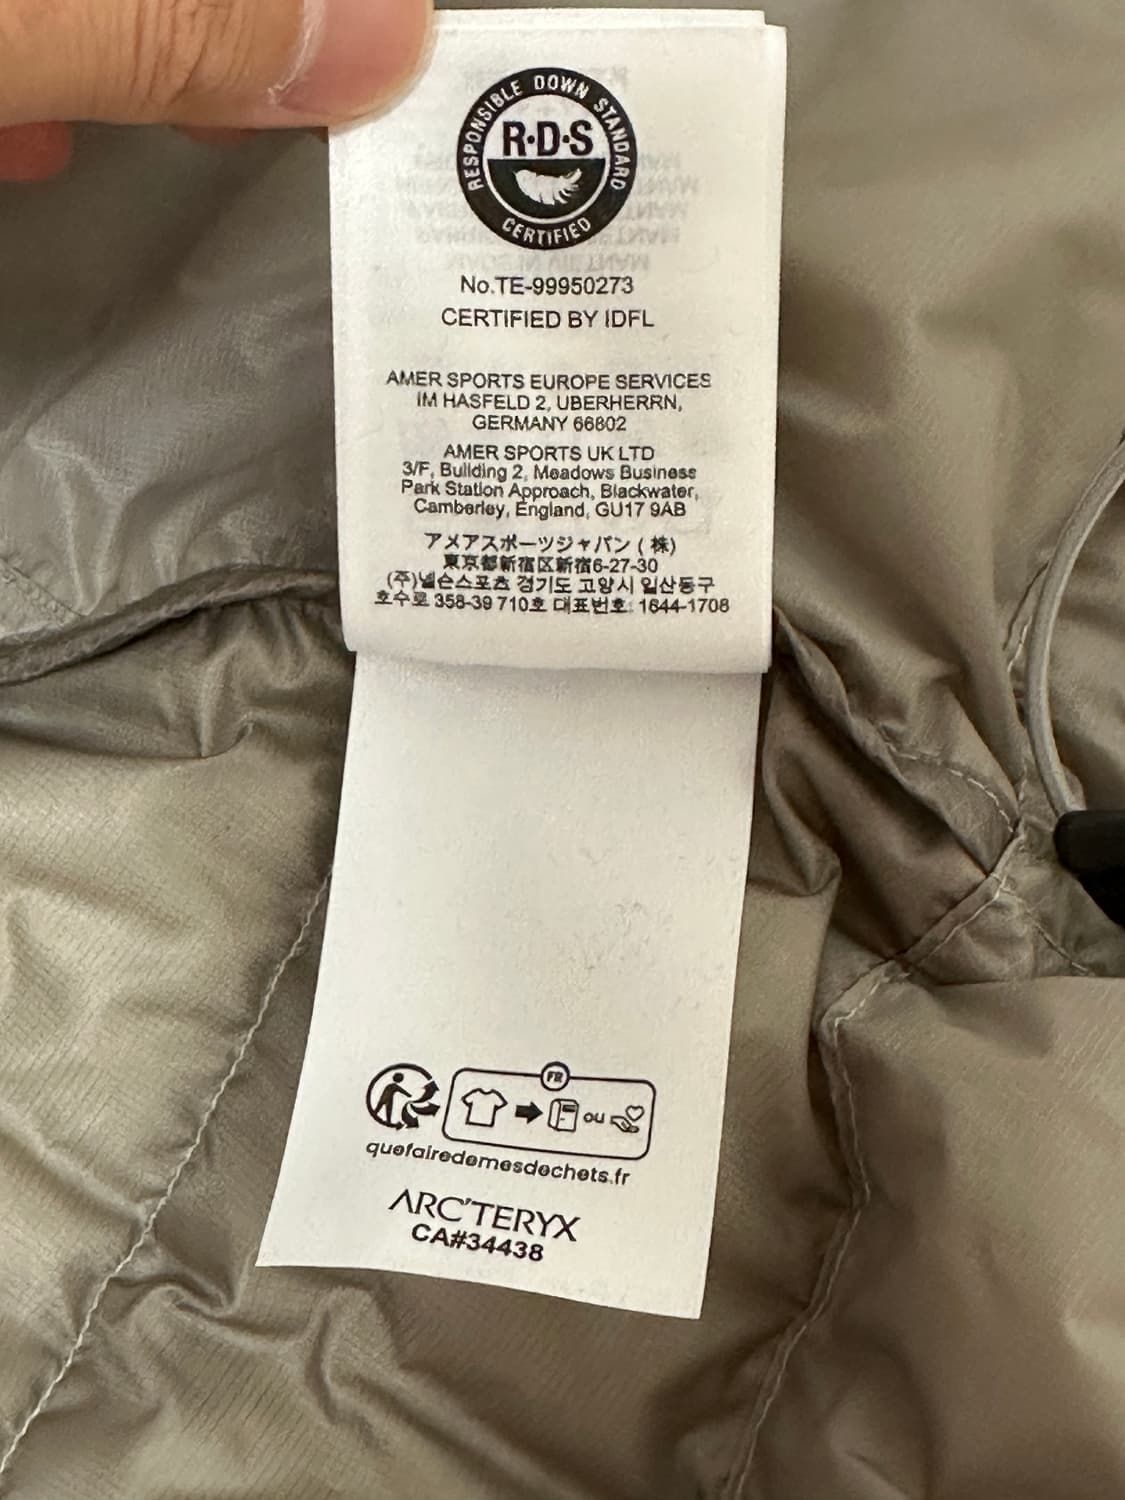 RESPONSIBLE DOWN STANDARD
R·D·S
CERTIFIED
No.TE-99950273
CERTIFIED BY IDFL
AMER SPORTS EUROPE SERVICES
IM HASFELD 2, UBERHERRN,
GERMANY 66802
AMER SPORTS UK LTD
3/F, Building 2, Meadows Business
Park Station Approach, Blackwater,
Camberley, England, GU17 9AB
アメアスポーツジャパン (株)
東京都新宿区新宿6-27-30
(주)넬슨스포츠 경기도 고양시 일산동구
호수로 358-39 710호 대표번호: 1644-1708
FR
ou
quefairedemesdechets.fr
ARC'TERYX
CA#34438